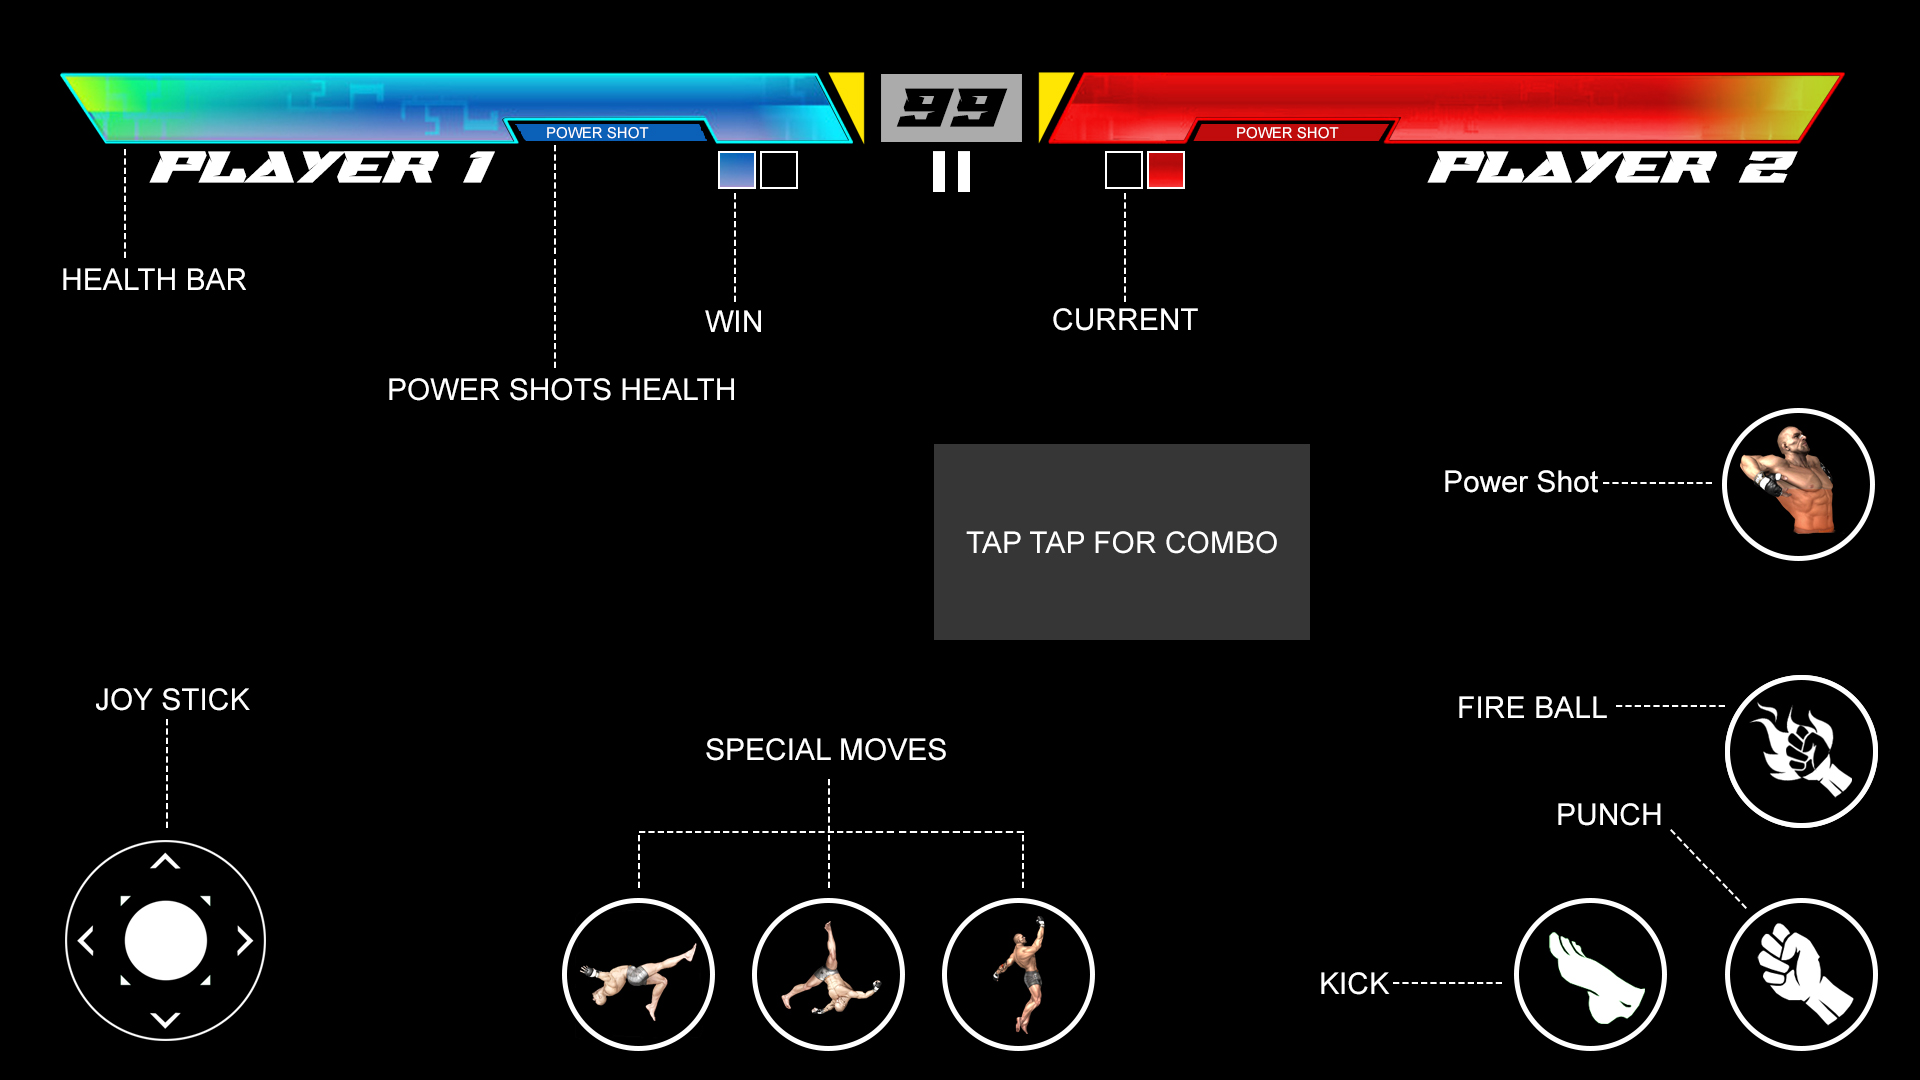 99
POWER SHOT
POWER SHOT
PLAYER 1
PLAYER 2
HEALTH BAR
WIN
CURRENT
POWER SHOTS HEALTH
Power Shot
TAP TAP FOR COMBO
JOY STICK
FIRE BALL
SPECIAL MOVES
PUNCH
KICK